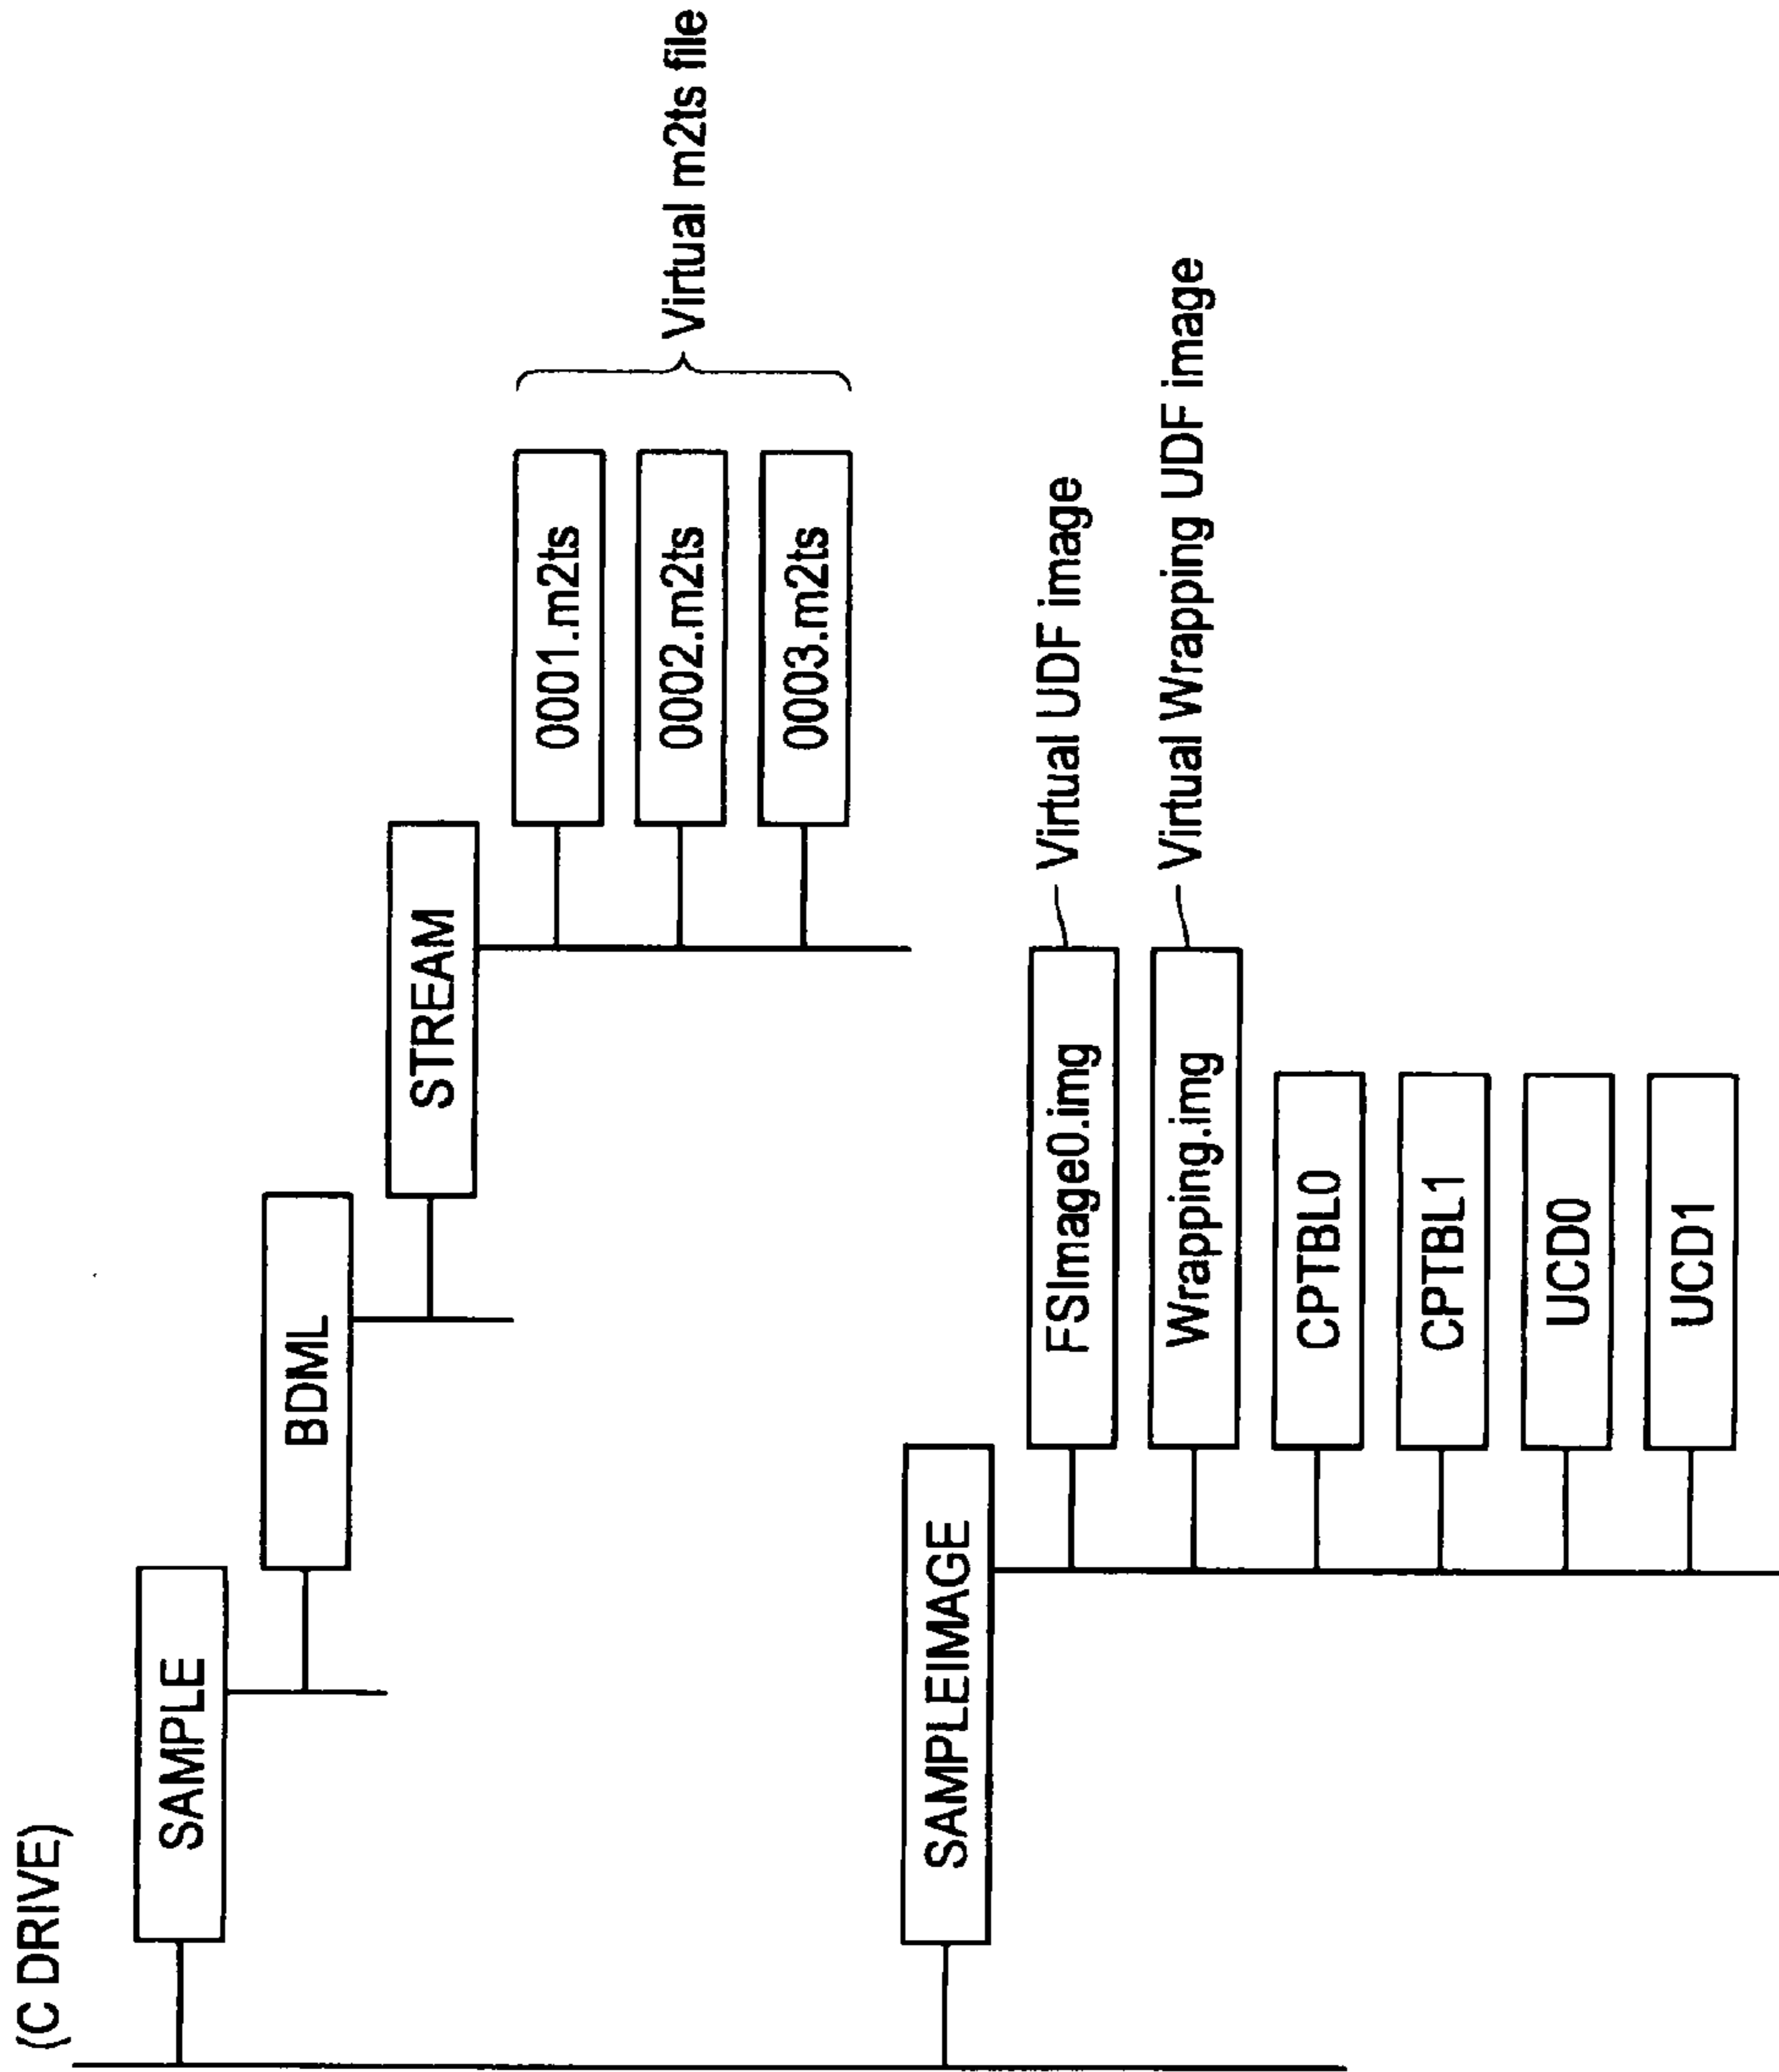 (C DRIVE)
SAMPLE
BDML
STREAM
0001.m2ts
0002.m2ts
0003.m2ts
Virtual m2ts file
SAMPLEIMAGE
FSImage0.img
Virtual UDF image
Wrapping.img
Virtual Wrapping UDF image
CPTBL0
CPTBL1
UCD0
UCD1